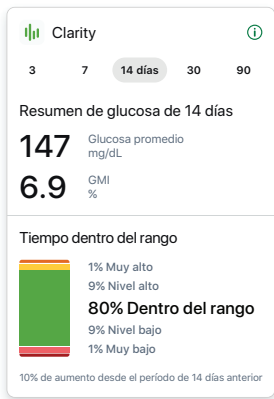 Clarity
3 7 14 días 30 90
Resumen de glucosa de 14 días
147 Glucosa promedio
mg/dL
6.9 GMI
%
Tiempo dentro del rango
1% Muy alto
9% Nivel alto
80% Dentro del rango
9% Nivel bajo
1% Muy bajo
10% de aumento desde el período de 14 días anterior